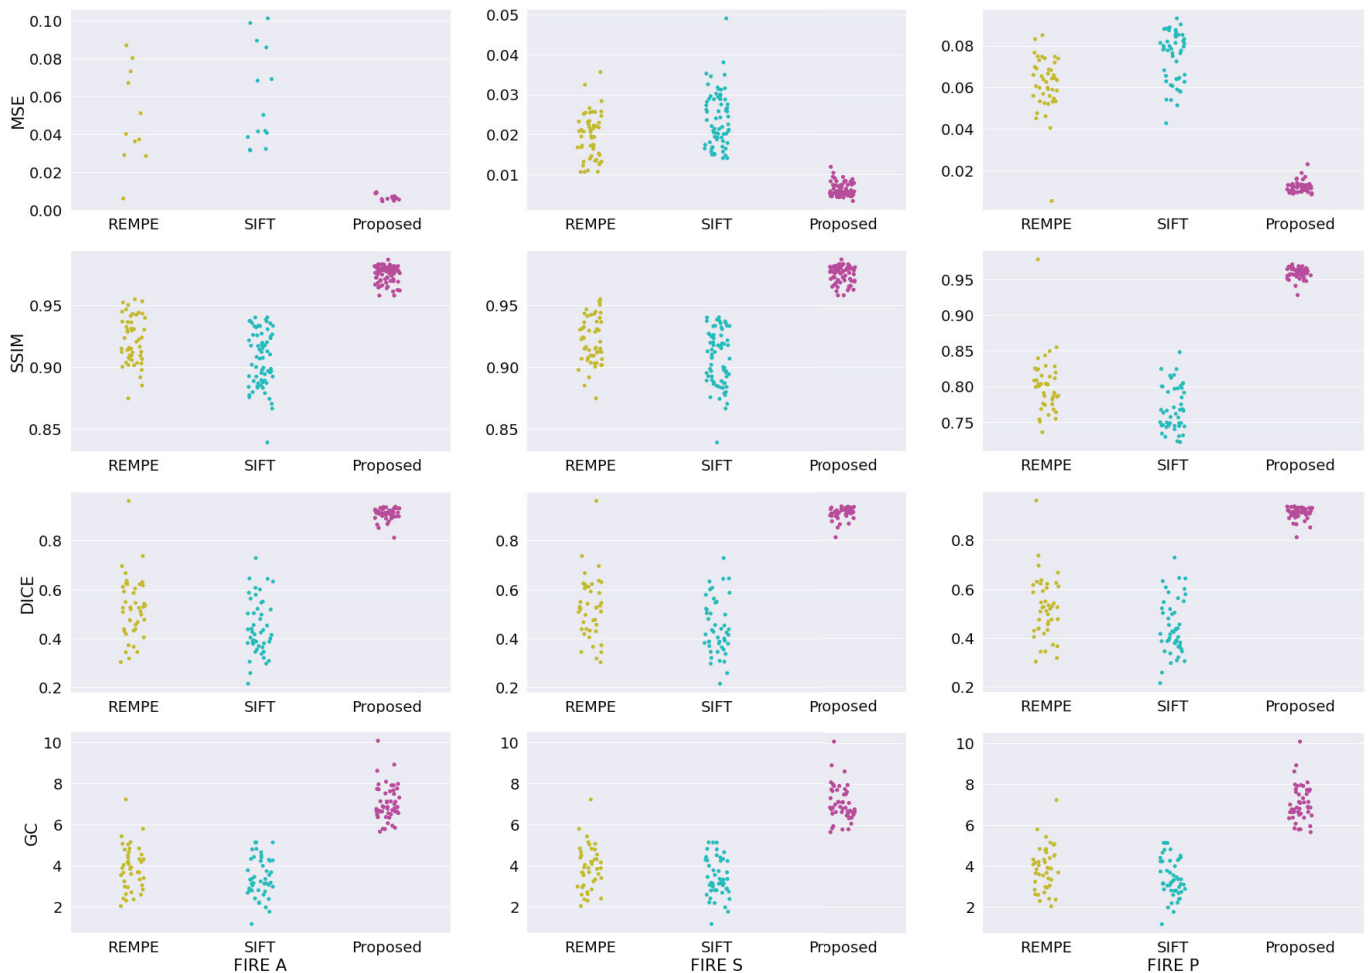 0.10
0.08
0.06
0.04
0.02
0.00
MSE
REMPE SIFT Proposed
0.05
0.04
0.03
0.02
0.01
REMPE SIFT Proposed
0.08
0.06
0.04
0.02
REMPE SIFT Proposed
0.95
0.90
0.85
SSIM
REMPE SIFT Proposed
0.95
0.90
0.85
REMPE SIFT Proposed
0.95
0.90
0.85
0.80
0.75
REMPE SIFT Proposed
0.8
0.6
0.4
0.2
DICE
REMPE SIFT Proposed
0.8
0.6
0.4
0.2
REMPE SIFT Proposed
0.8
0.6
0.4
0.2
REMPE SIFT Proposed
10
8
6
4
2
GC
REMPE SIFT Proposed
FIRE A
10
8
6
4
2
REMPE SIFT Proposed
FIRE S
10
8
6
4
2
REMPE SIFT Proposed
FIRE P